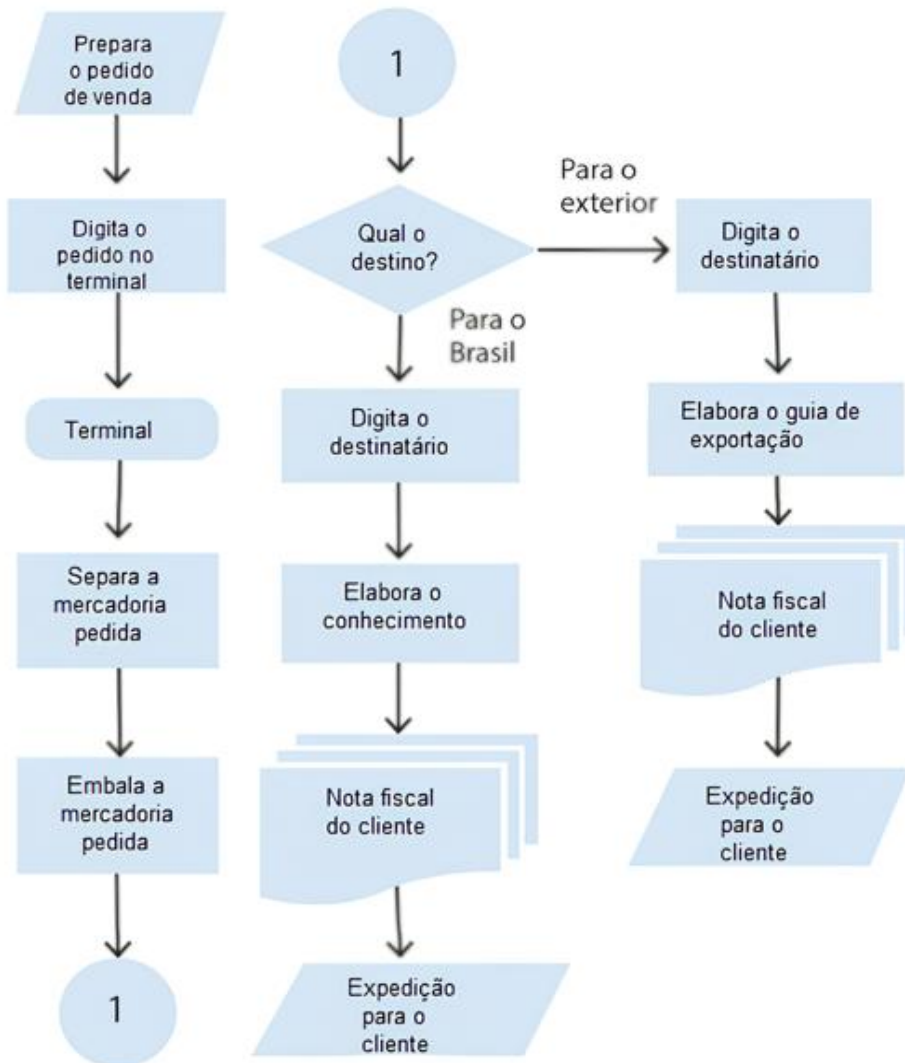 Prepara
o pedido
de venda
Digita o
pedido no
terminal
Terminal
Separa a
mercadoria
pedida
Embala a
mercadoria
pedida
1
1
Qual o
destino?
Para o
exterior
Para o
Brasil
Digita o
destinatário
Elabora o
conhecimento
Nota fiscal
do cliente
Expedição
para o
cliente
Digita o
destinatário
Elabora o guia de
exportação
Nota fiscal
do cliente
Expedição
para o
cliente